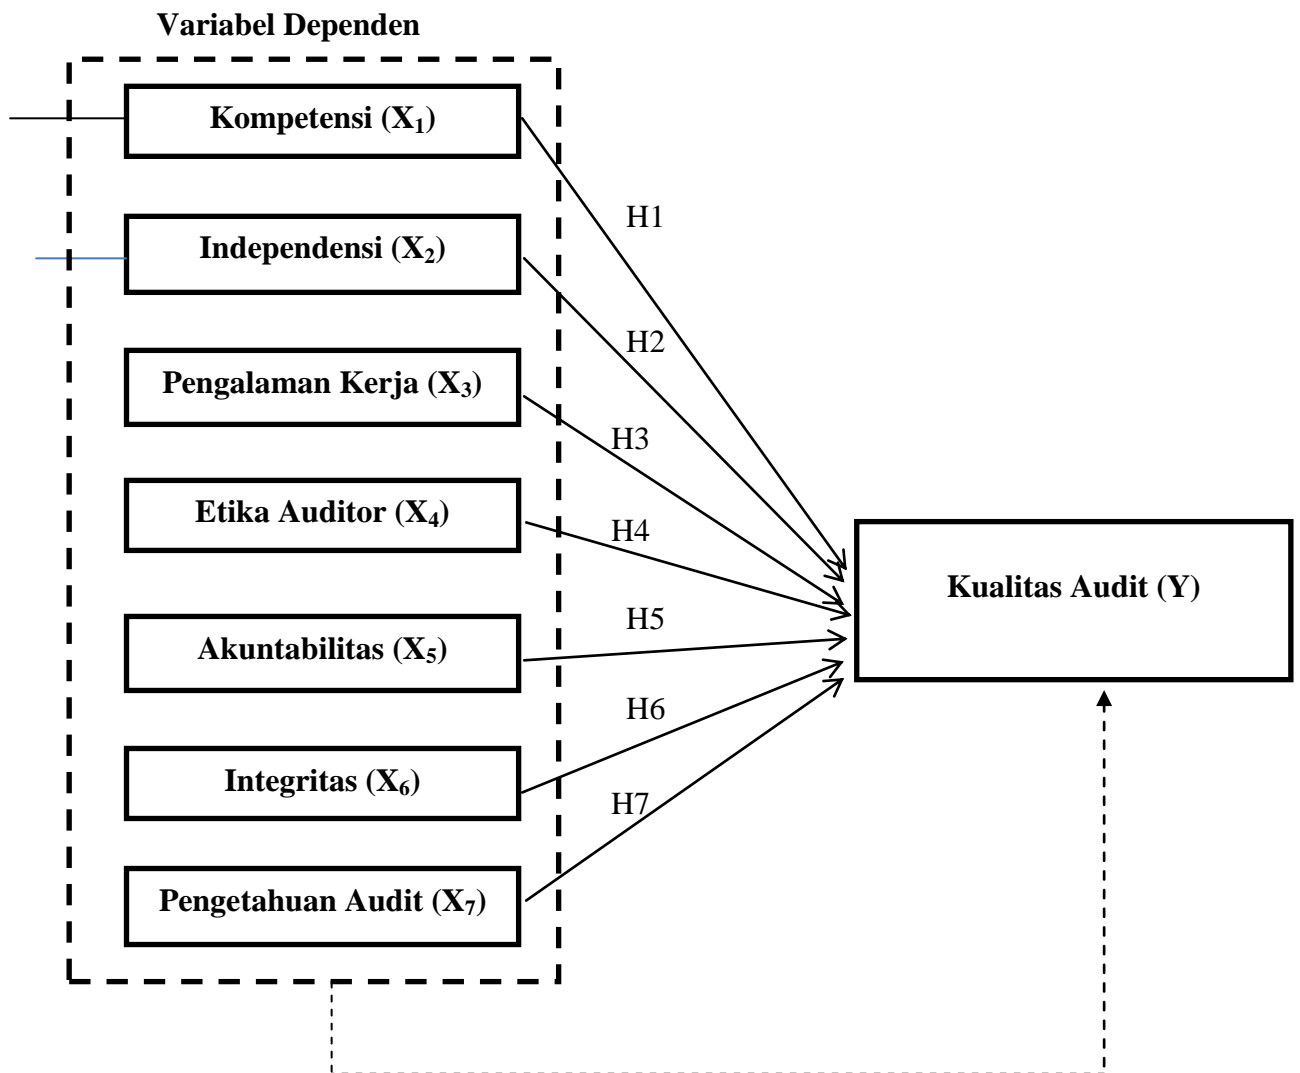 Variabel Dependen
Kompetensi (X₁)
H1
Independensi (X₂)
H2
Pengalaman Kerja (X₃)
H3
Etika Auditor (X₄)
H4
Kualitas Audit (Y)
Akuntabilitas (X₅)
H5
Integritas (X₆)
H6
Pengetahuan Audit (X₇)
H7